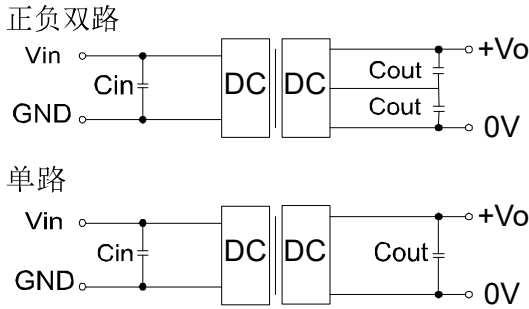 正负双路
Vin
Cin
GND
DC DC
Cout
Cout
+Vo
0V
单路
Vin
Cin
GND
DC DC
Cout
+Vo
0V